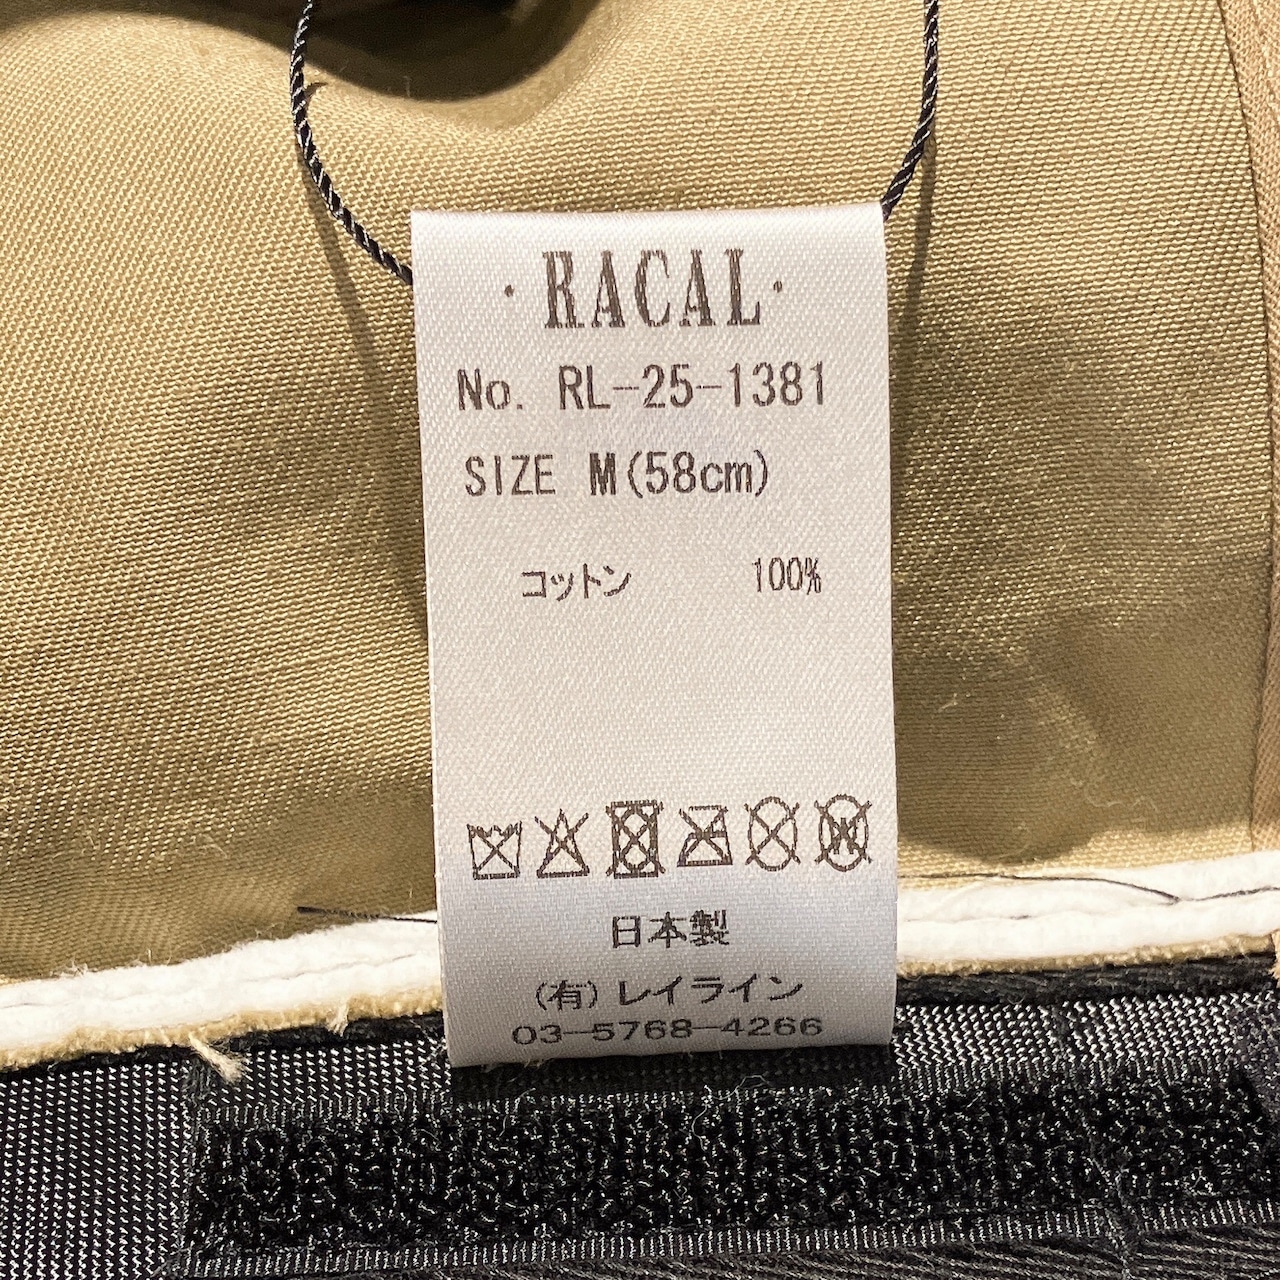 ・RACAL・
No. RL-25-1381
SIZE M(58cm)
コットン 100%
日本製
(有)レイライン
03-5768-4266